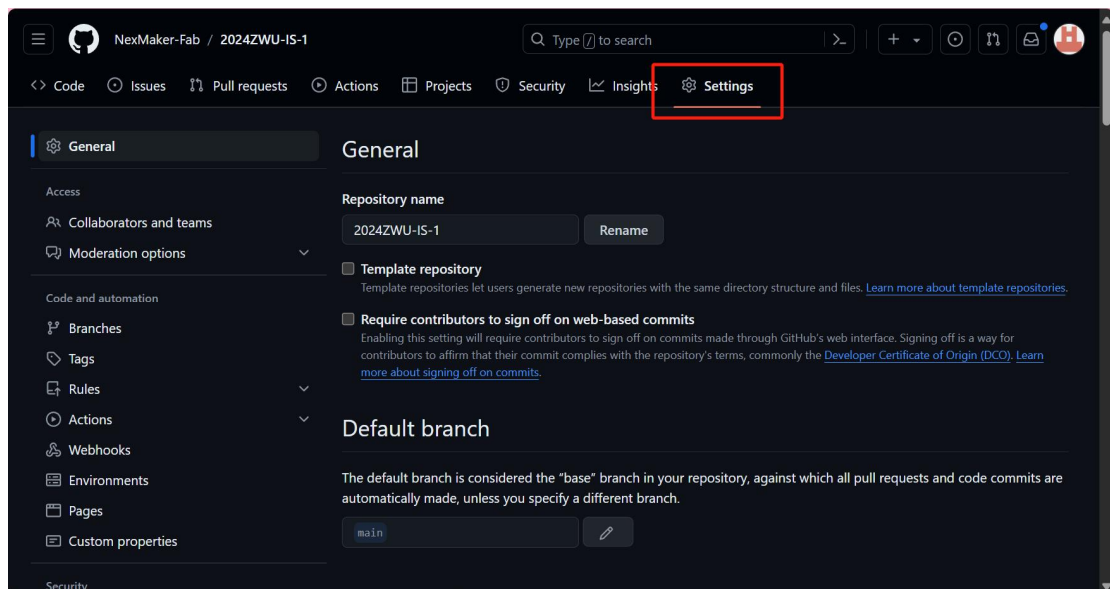 NexMaker-Fab / 2024ZWU-IS-1
Type / to search
Code
Issues
Pull requests
Actions
Projects
Security
Insights
Settings
General
Access
Collaborators and teams
Moderation options
Code and automation
Branches
Tags
Rules
Actions
Webhooks
Environments
Pages
Custom properties
Security
General
Repository name
2024ZWU-IS-1
Rename
Template repository
Template repositories let users generate new repositories with the same directory structure and files. Learn more about template repositories.
Require contributors to sign off on web-based commits
Enabling this setting will require contributors to sign off on commits made through GitHub's web interface. Signing off is a way for
contributors to affirm that their commit complies with the repository's terms, commonly the Developer Certificate of Origin (DCO). Learn
more about signing off on commits.
Default branch
The default branch is considered the “base” branch in your repository, against which all pull requests and code commits are
automatically made, unless you specify a different branch.
main